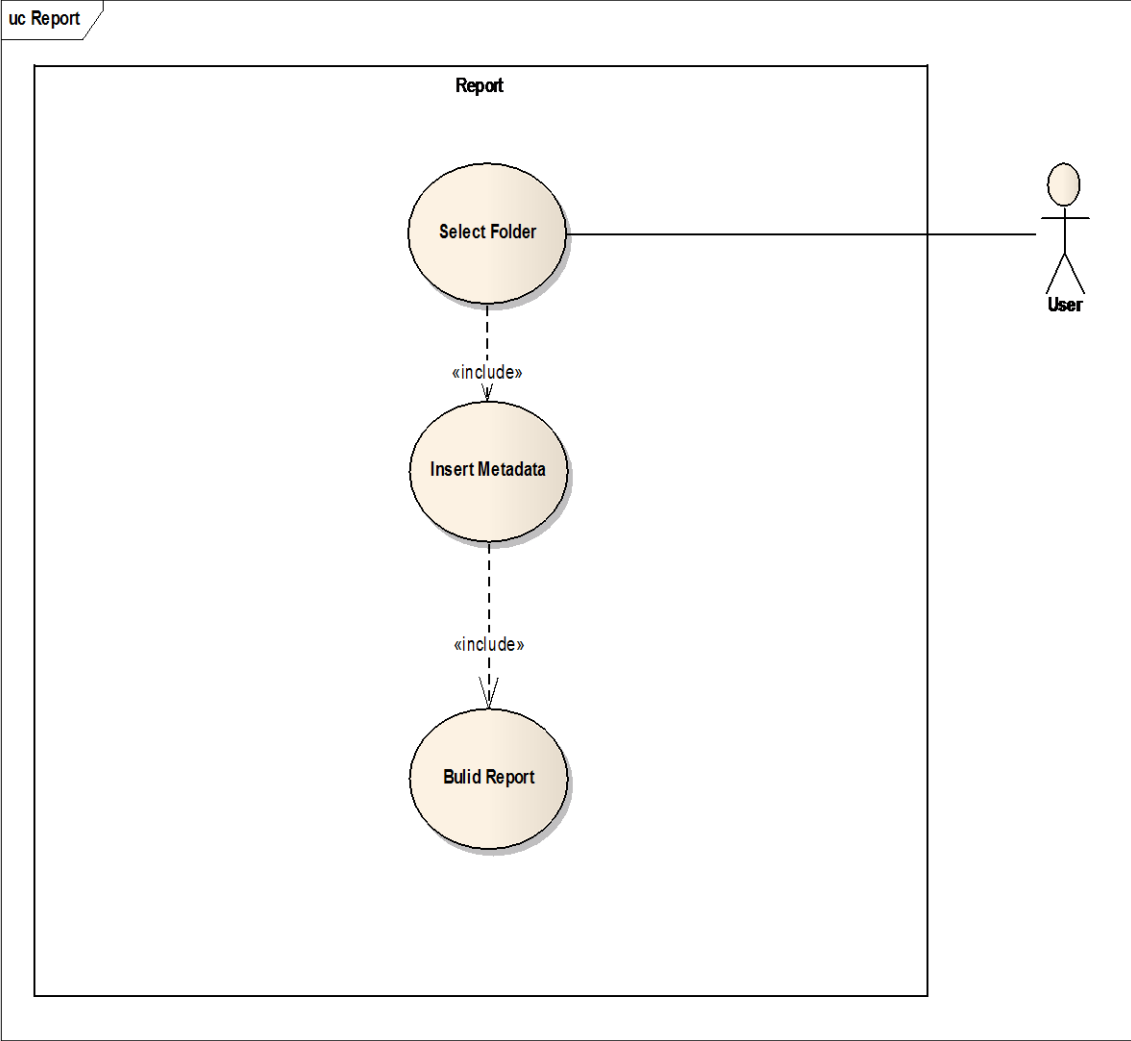 uc Report
Report
Select Folder
User
«include»
Insert Metadata
«include»
Bulid Report